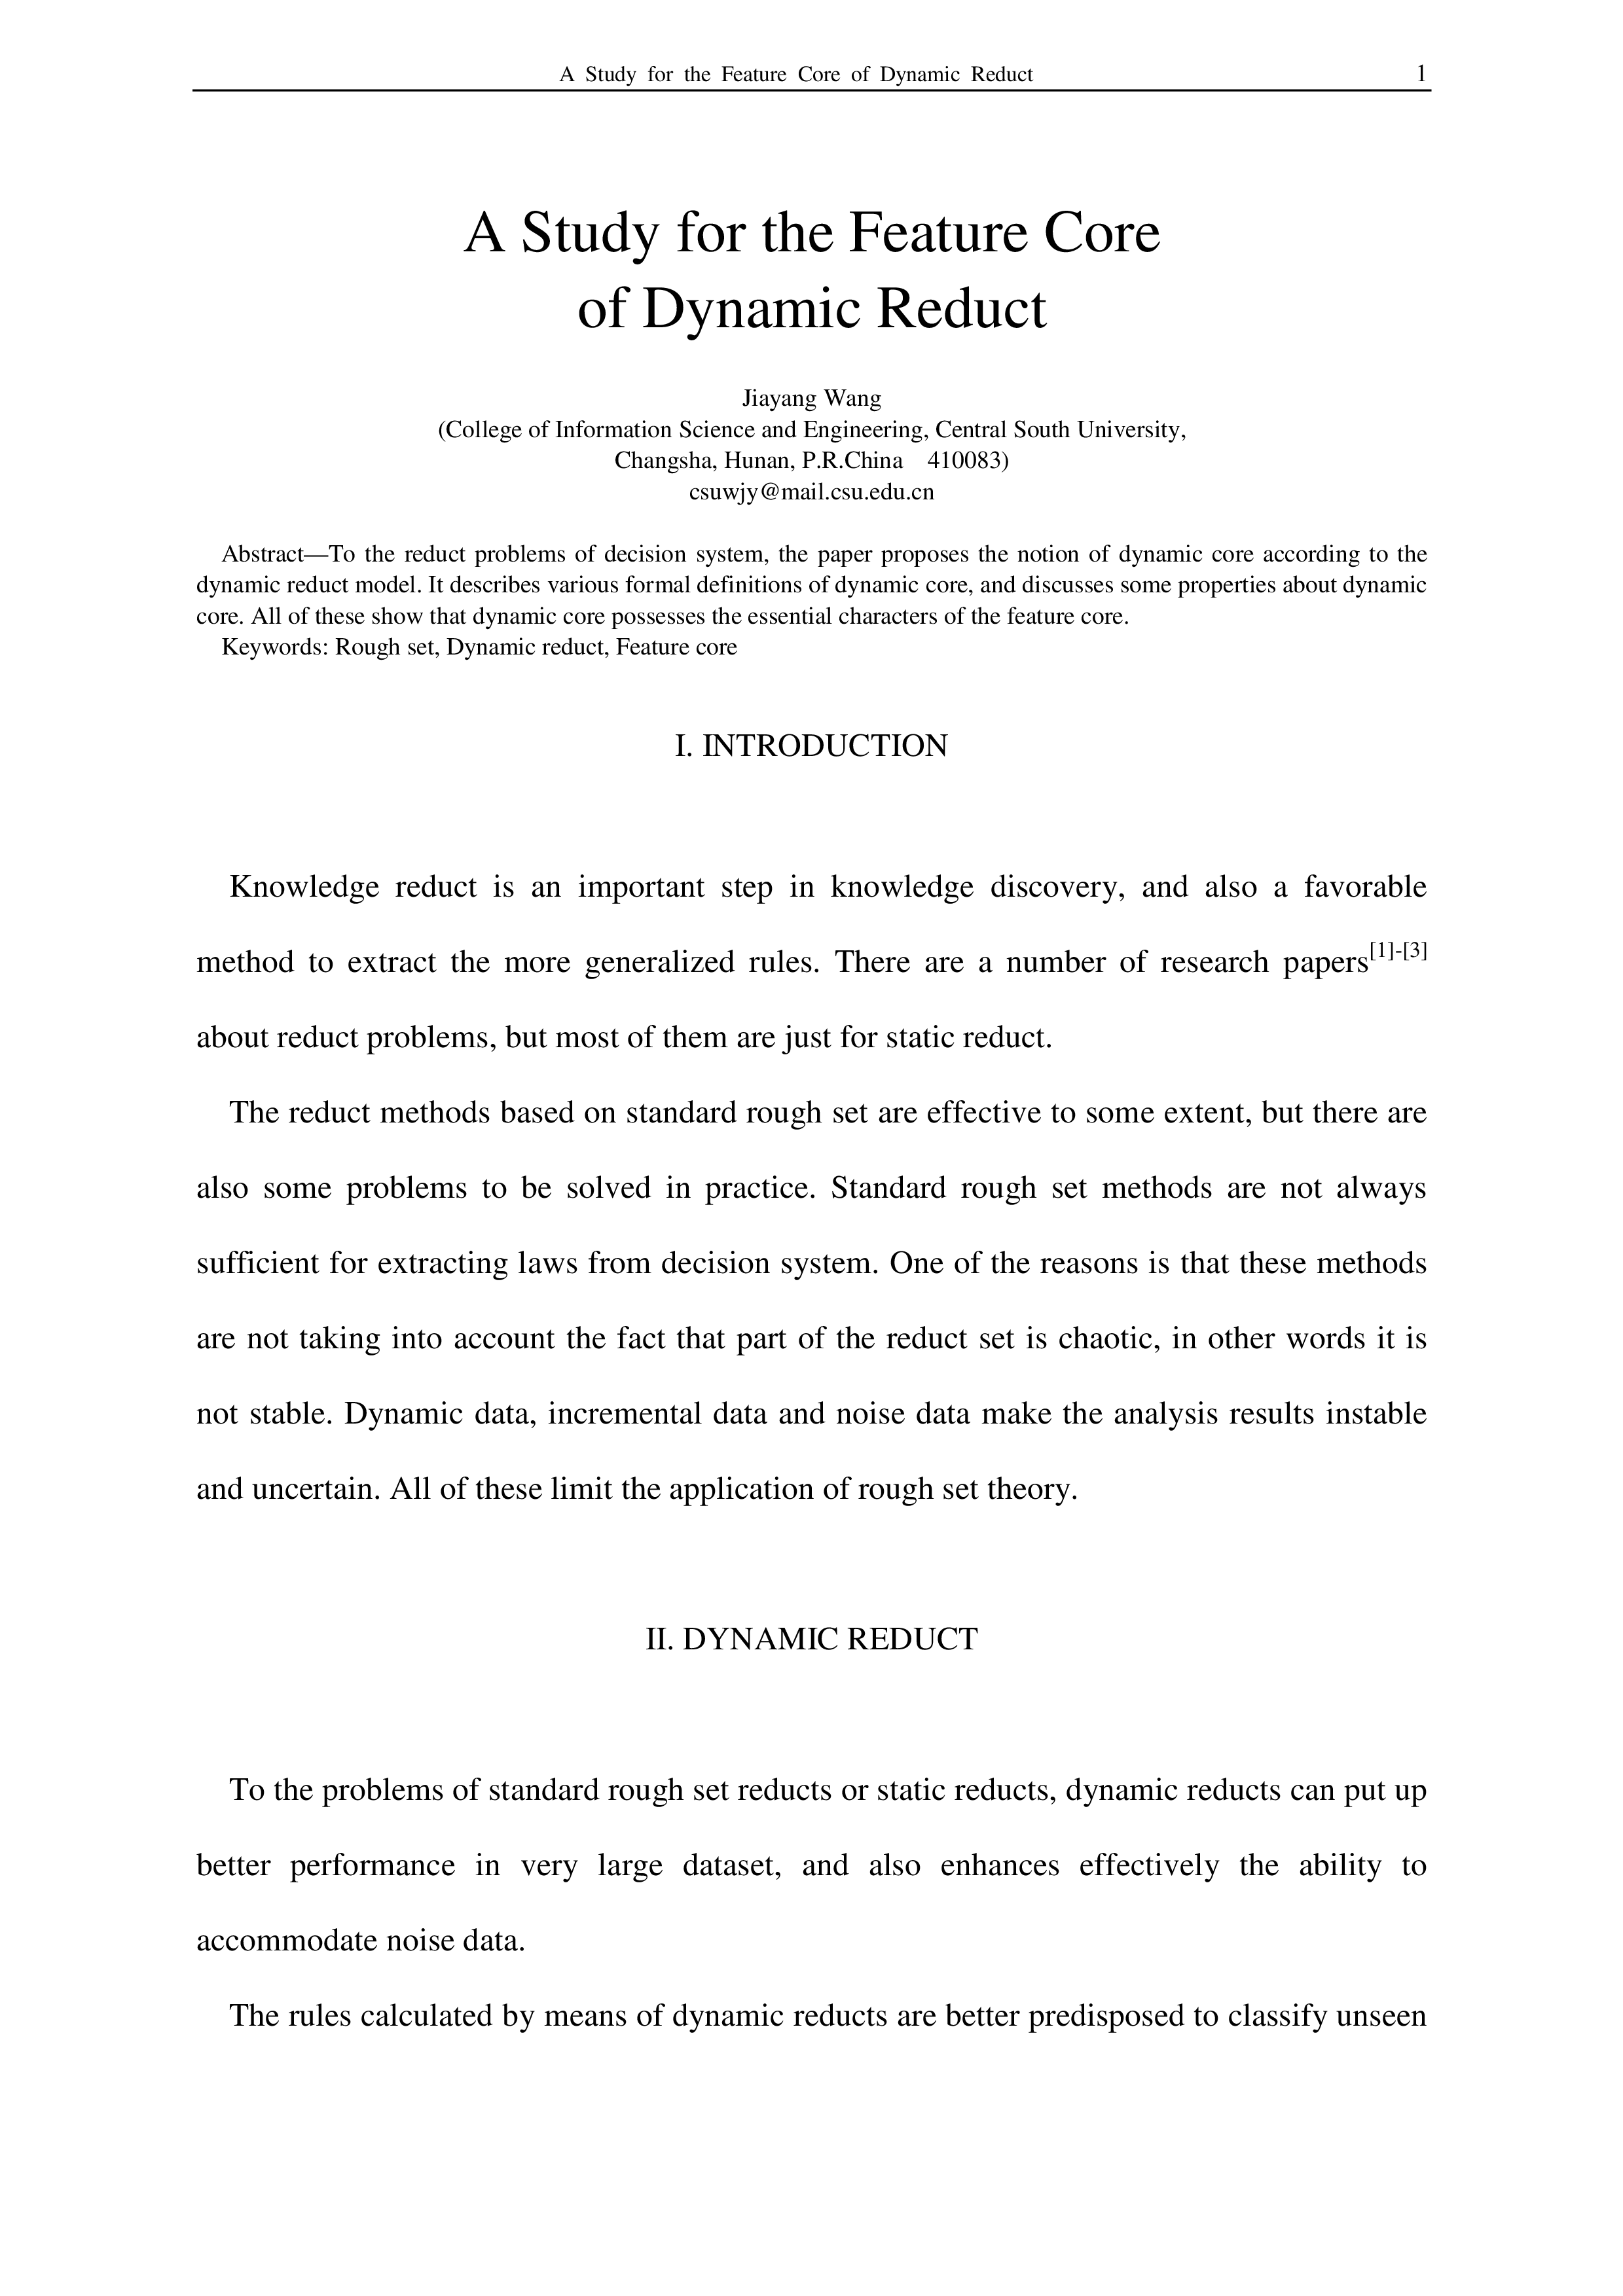 A Study for the Feature Core of Dynamic Reduct 1
A Study for the Feature Core
of Dynamic Reduct
Jiayang Wang
(College of Information Science and Engineering, Central South University,
Changsha, Hunan, P.R.China 410083)
csuwjy@mail.csu.edu.cn
Abstract—To the reduct problems of decision system, the paper proposes the notion of dynamic core according to the
dynamic reduct model. It describes various formal definitions of dynamic core, and discusses some properties about dynamic
core. All of these show that dynamic core possesses the essential characters of the feature core.
Keywords: Rough set, Dynamic reduct, Feature core
I. INTRODUCTION
Knowledge reduct is an important step in knowledge discovery, and also a favorable
method to extract the more generalized rules. There are a number of research papers[1]-[3]
about reduct problems, but most of them are just for static reduct.
The reduct methods based on standard rough set are effective to some extent, but there are
also some problems to be solved in practice. Standard rough set methods are not always
sufficient for extracting laws from decision system. One of the reasons is that these methods
are not taking into account the fact that part of the reduct set is chaotic, in other words it is
not stable. Dynamic data, incremental data and noise data make the analysis results instable
and uncertain. All of these limit the application of rough set theory.
II. DYNAMIC REDUCT
To the problems of standard rough set reducts or static reducts, dynamic reducts can put up
better performance in very large dataset, and also enhances effectively the ability to
accommodate noise data.
The rules calculated by means of dynamic reducts are better predisposed to classify unseen